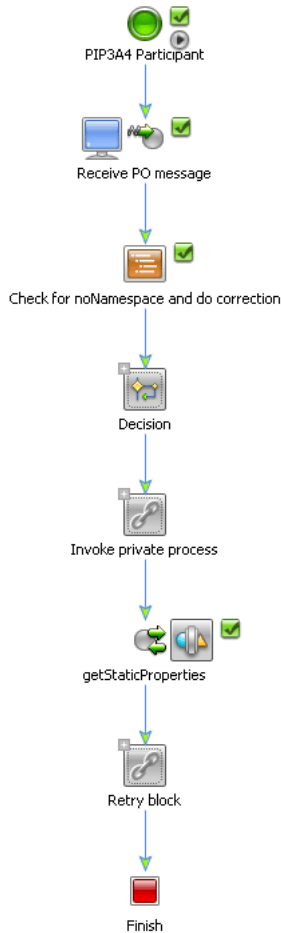 PIP3A4 Participant
Receive PO message
Check for noNamespace and do correction
Decision
Invoke private process
getStaticProperties
Retry block
Finish